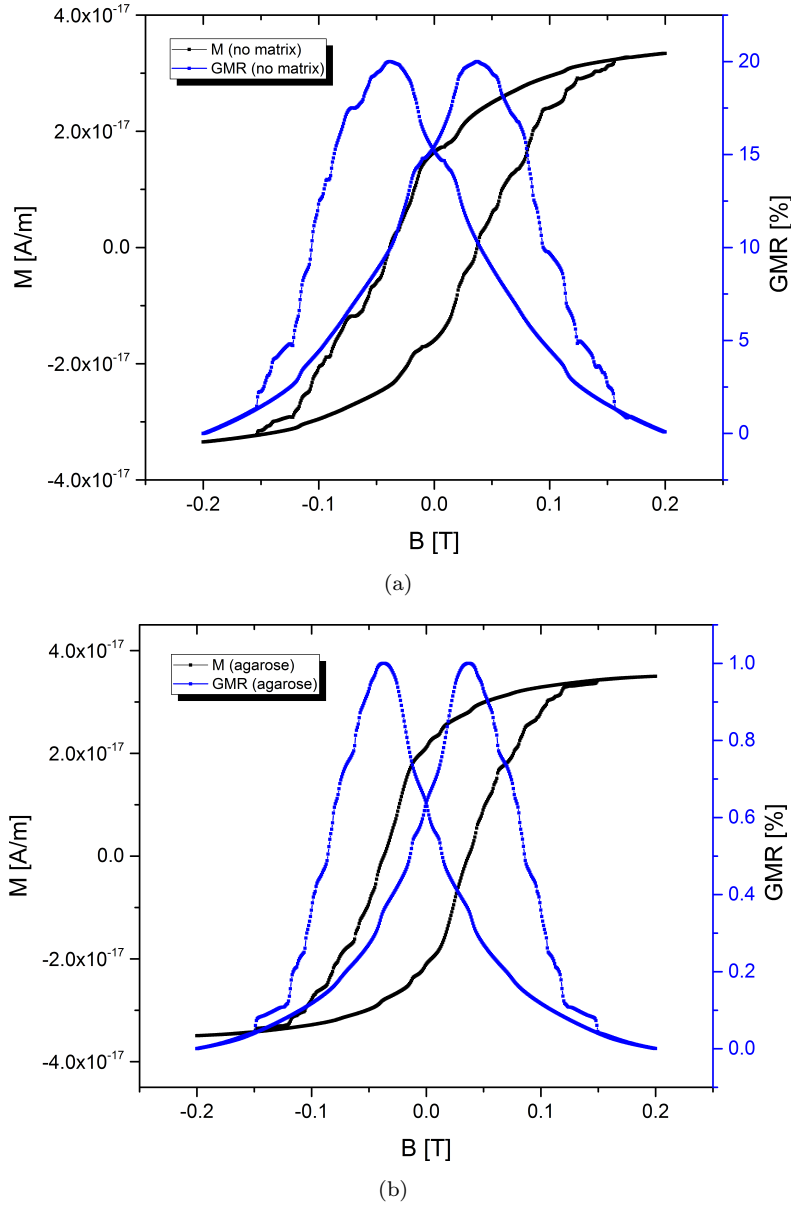 4.0x10-17
2.0x10-17
0.0
-2.0x10-17
-4.0x10-17
M [A/m]
M (no matrix)
GMR (no matrix)
20
15
10
5
0
GMR [%]
-0.2 -0.1 0.0 0.1 0.2
B [T]
(a)
4.0x10-17
2.0x10-17
0.0
-2.0x10-17
-4.0x10-17
M [A/m]
M (agarose)
GMR (agarose)
1.0
0.8
0.6
0.4
0.2
0.0
GMR [%]
-0.2 -0.1 0.0 0.1 0.2
B [T]
(b)